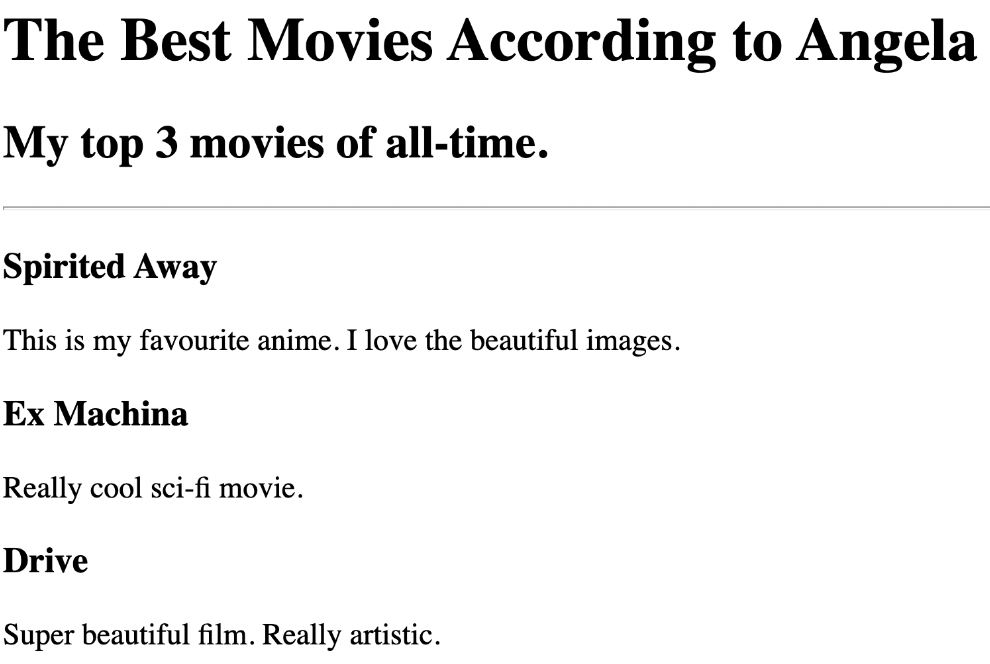 The Best Movies According to Angela
My top 3 movies of all-time.
Spirited Away
This is my favourite anime. I love the beautiful images.
Ex Machina
Really cool sci-fi movie.
Drive
Super beautiful film. Really artistic.